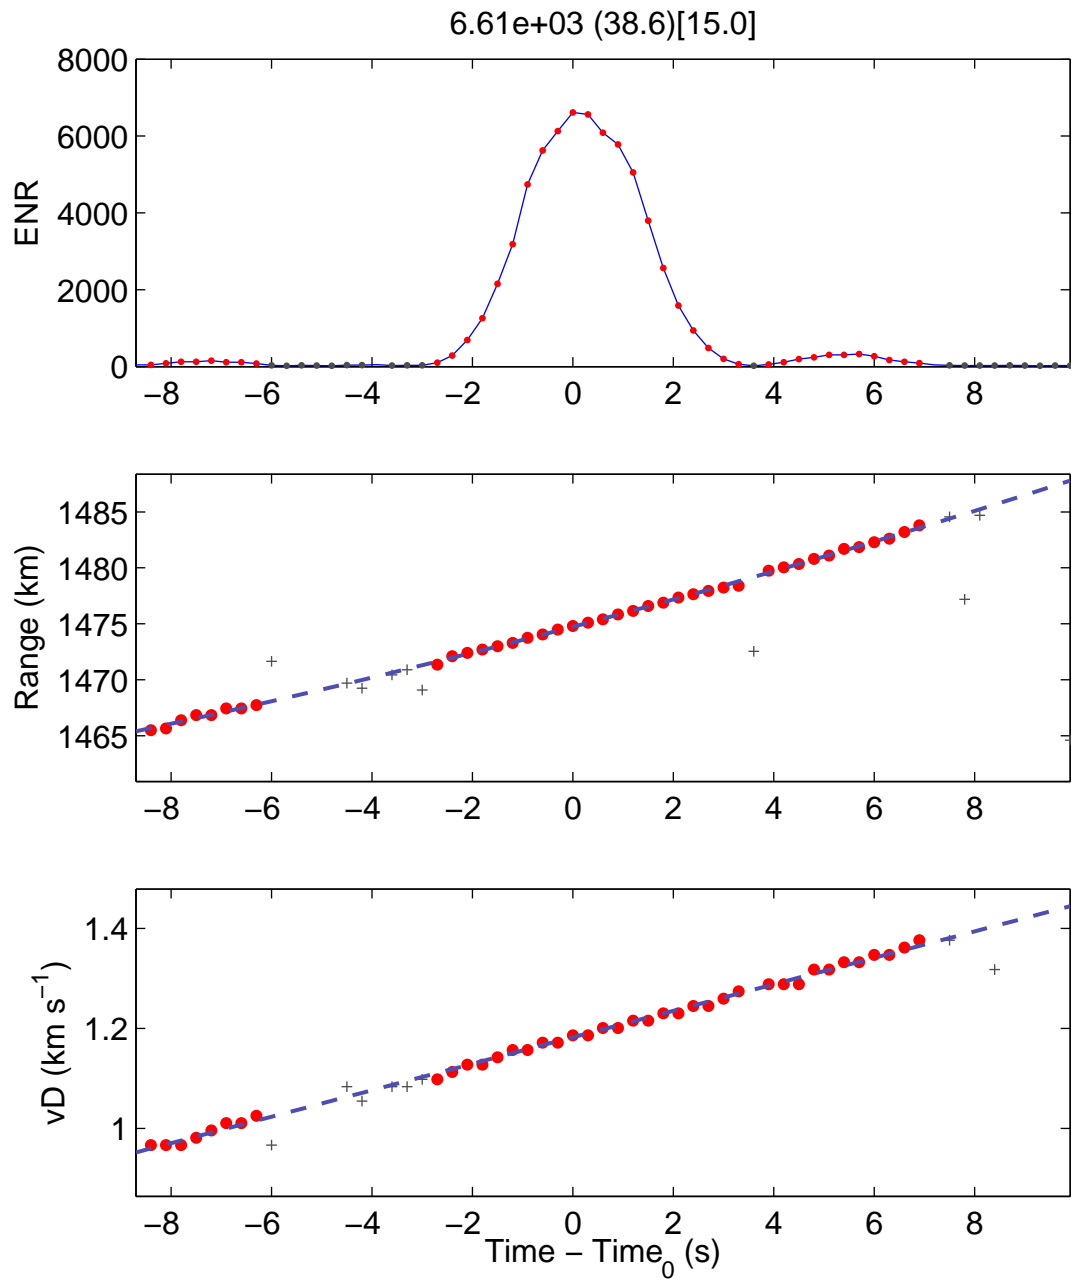 6.61e+03 (38.6)[15.0]
8000
6000
4000
2000
0
ENR
−8 −6 −4 −2 0 2 4 6 8
1485
1480
1475
1470
1465
Range (km)
−8 −6 −4 −2 0 2 4 6 8
1.4
1.2
1
vD (km s⁻¹)
−8 −6 −4 −2 0 2 4 6 8
Time − Time₀ (s)